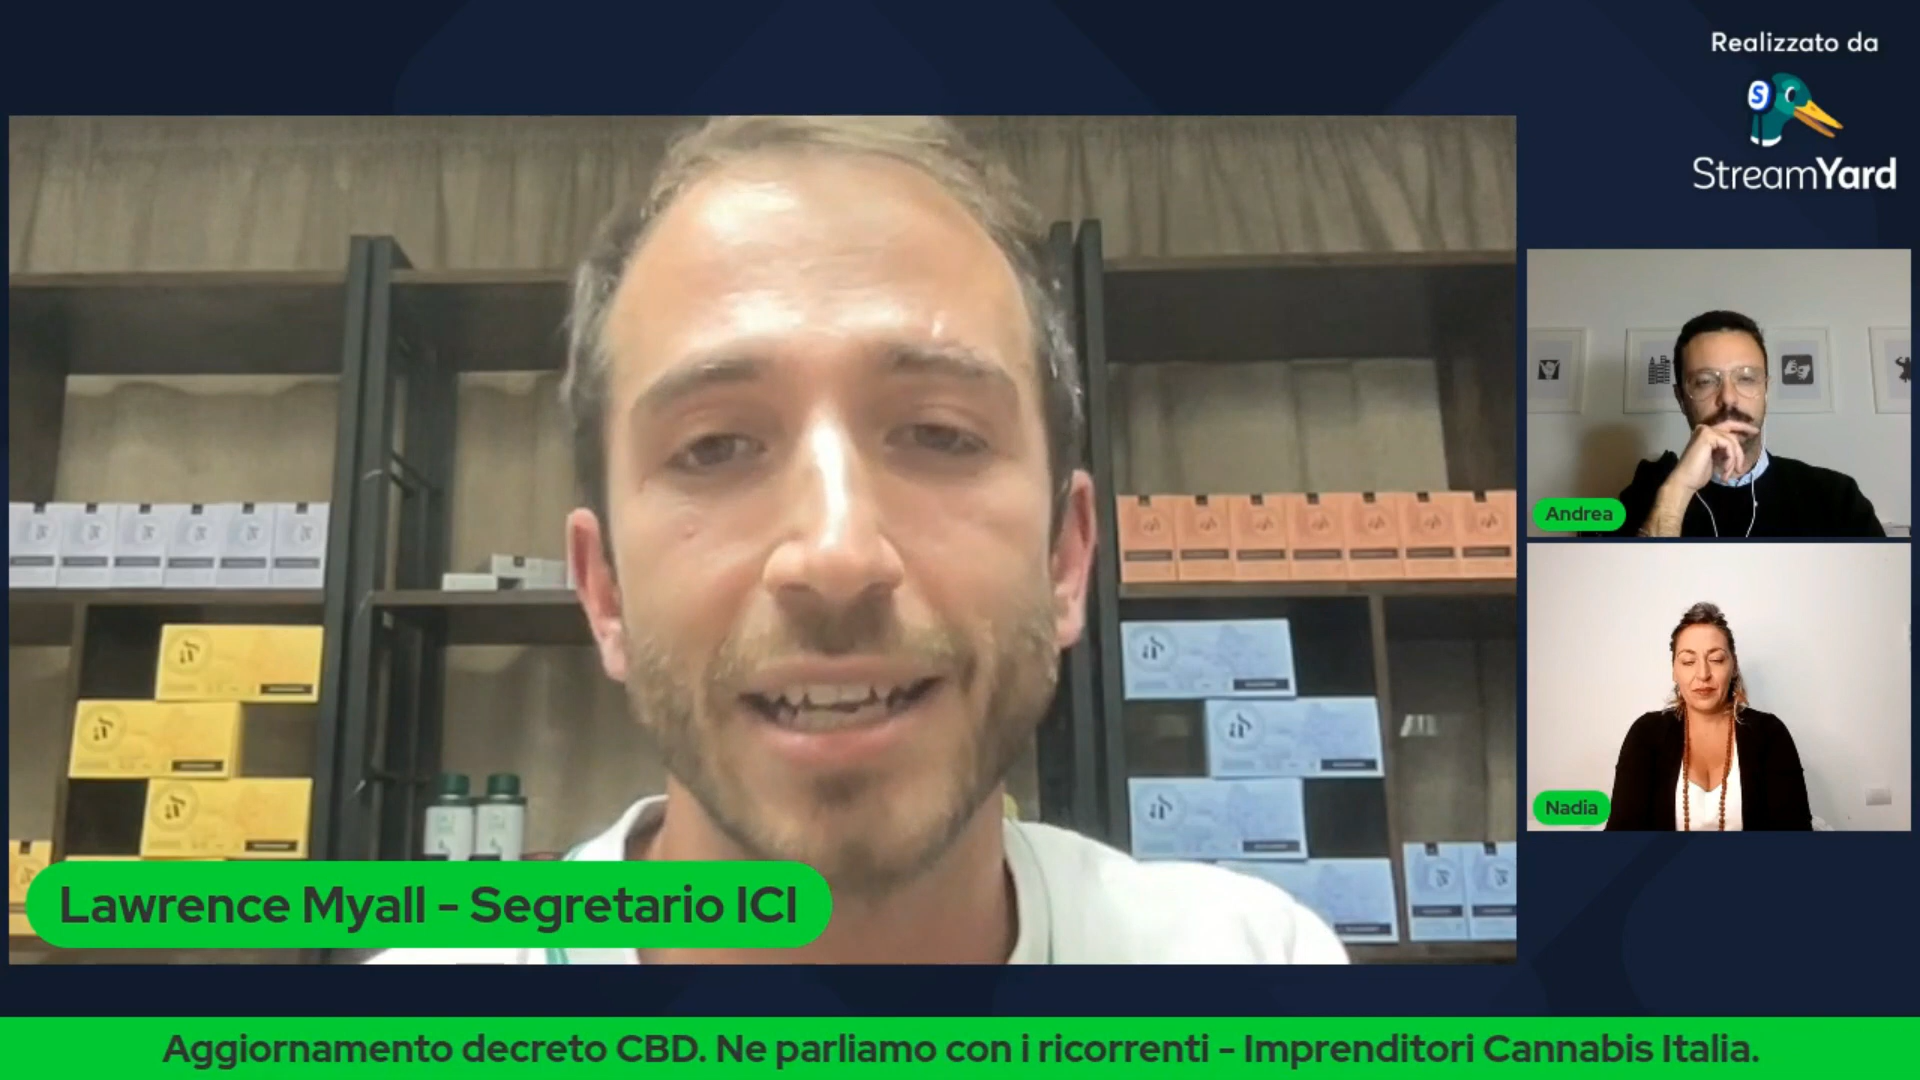 Realizzato da
StreamYard
Andrea
Nadia
Lawrence Myall - Segretario ICI
Aggiornamento decreto CBD. Ne parliamo con i ricorrenti - Imprenditori Cannabis Italia.